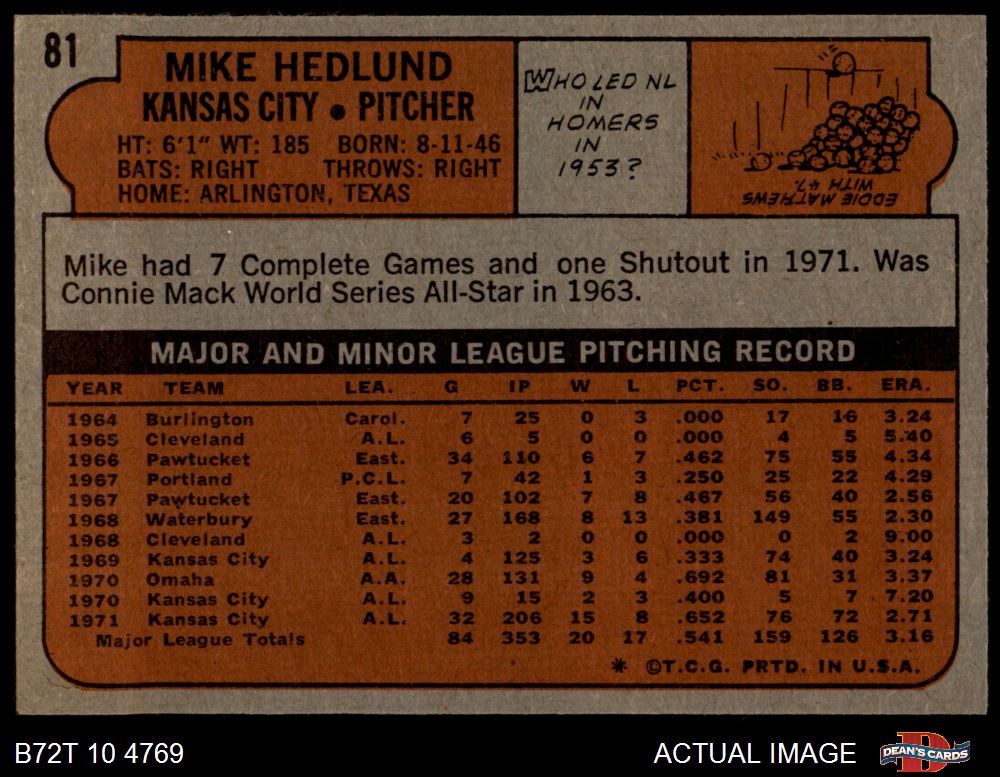 81
MIKE HEDLUND
KANSAS CITY • PITCHER
HT: 6'1" WT: 185 BORN: 8-11-46
BATS: RIGHT THROWS: RIGHT
HOME: ARLINGTON, TEXAS
WHO LED NL
IN
HOMERS
IN
1953?
EDDIE MATHEWS
WITH 47.
Mike had 7 Complete Games and one Shutout in 1971. Was
Connie Mack World Series All-Star in 1963.
MAJOR AND MINOR LEAGUE PITCHING RECORD
YEAR TEAM LEA. G IP W L PCT. SO. BB. ERA.
1964 Burlington Carol. 7 25 0 3 .000 17 16 3.24
1965 Cleveland A.L. 6 5 0 0 .000 4 5 5.40
1966 Pawtucket East. 34 110 6 7 .462 75 55 4.34
1967 Portland P.C.L. 7 42 1 3 .250 25 22 4.29
1967 Pawtucket East. 20 102 7 8 .467 56 40 2.56
1968 Waterbury East. 27 168 8 13 .381 149 55 2.30
1968 Cleveland A.L. 3 2 0 0 .000 0 2 9.00
1969 Kansas City A.L. 4 125 3 6 .333 74 40 3.24
1970 Omaha A.A. 28 131 9 4 .692 81 31 3.37
1970 Kansas City A.L. 9 15 2 3 .400 5 7 7.20
1971 Kansas City A.L. 32 206 15 8 .652 76 72 2.71
Major League Totals 84 353 20 17 .541 159 126 3.16
* ©T.C.G. PRTD. IN U.S.A.
B72T 10 4769
ACTUAL IMAGE
DEAN'S CARDS